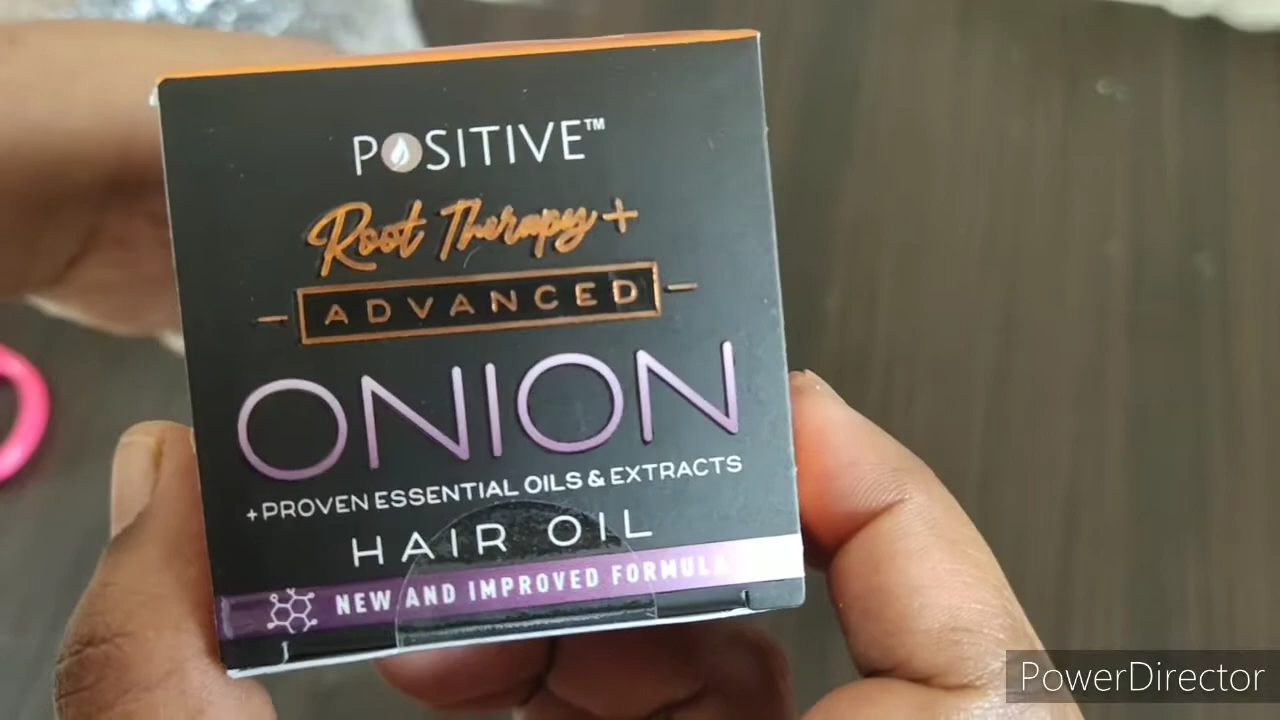 POSITIVE™
Root Therapy+
ADVANCED
ONION
+PROVEN ESSENTIAL OILS & EXTRACTS
HAIR OIL
NEW AND IMPROVED FORMULA
PowerDirector